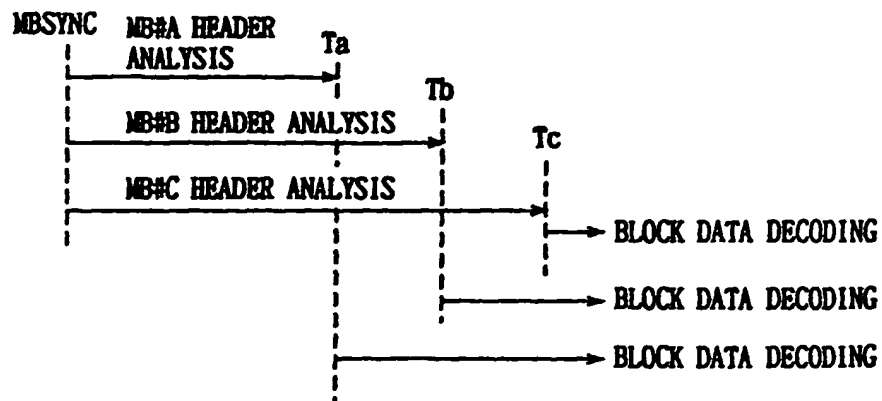 MBSYNC
MB#A HEADER
ANALYSIS
Ta
MB#B HEADER ANALYSIS
Tb
MB#C HEADER ANALYSIS
Tc
BLOCK DATA DECODING
BLOCK DATA DECODING
BLOCK DATA DECODING